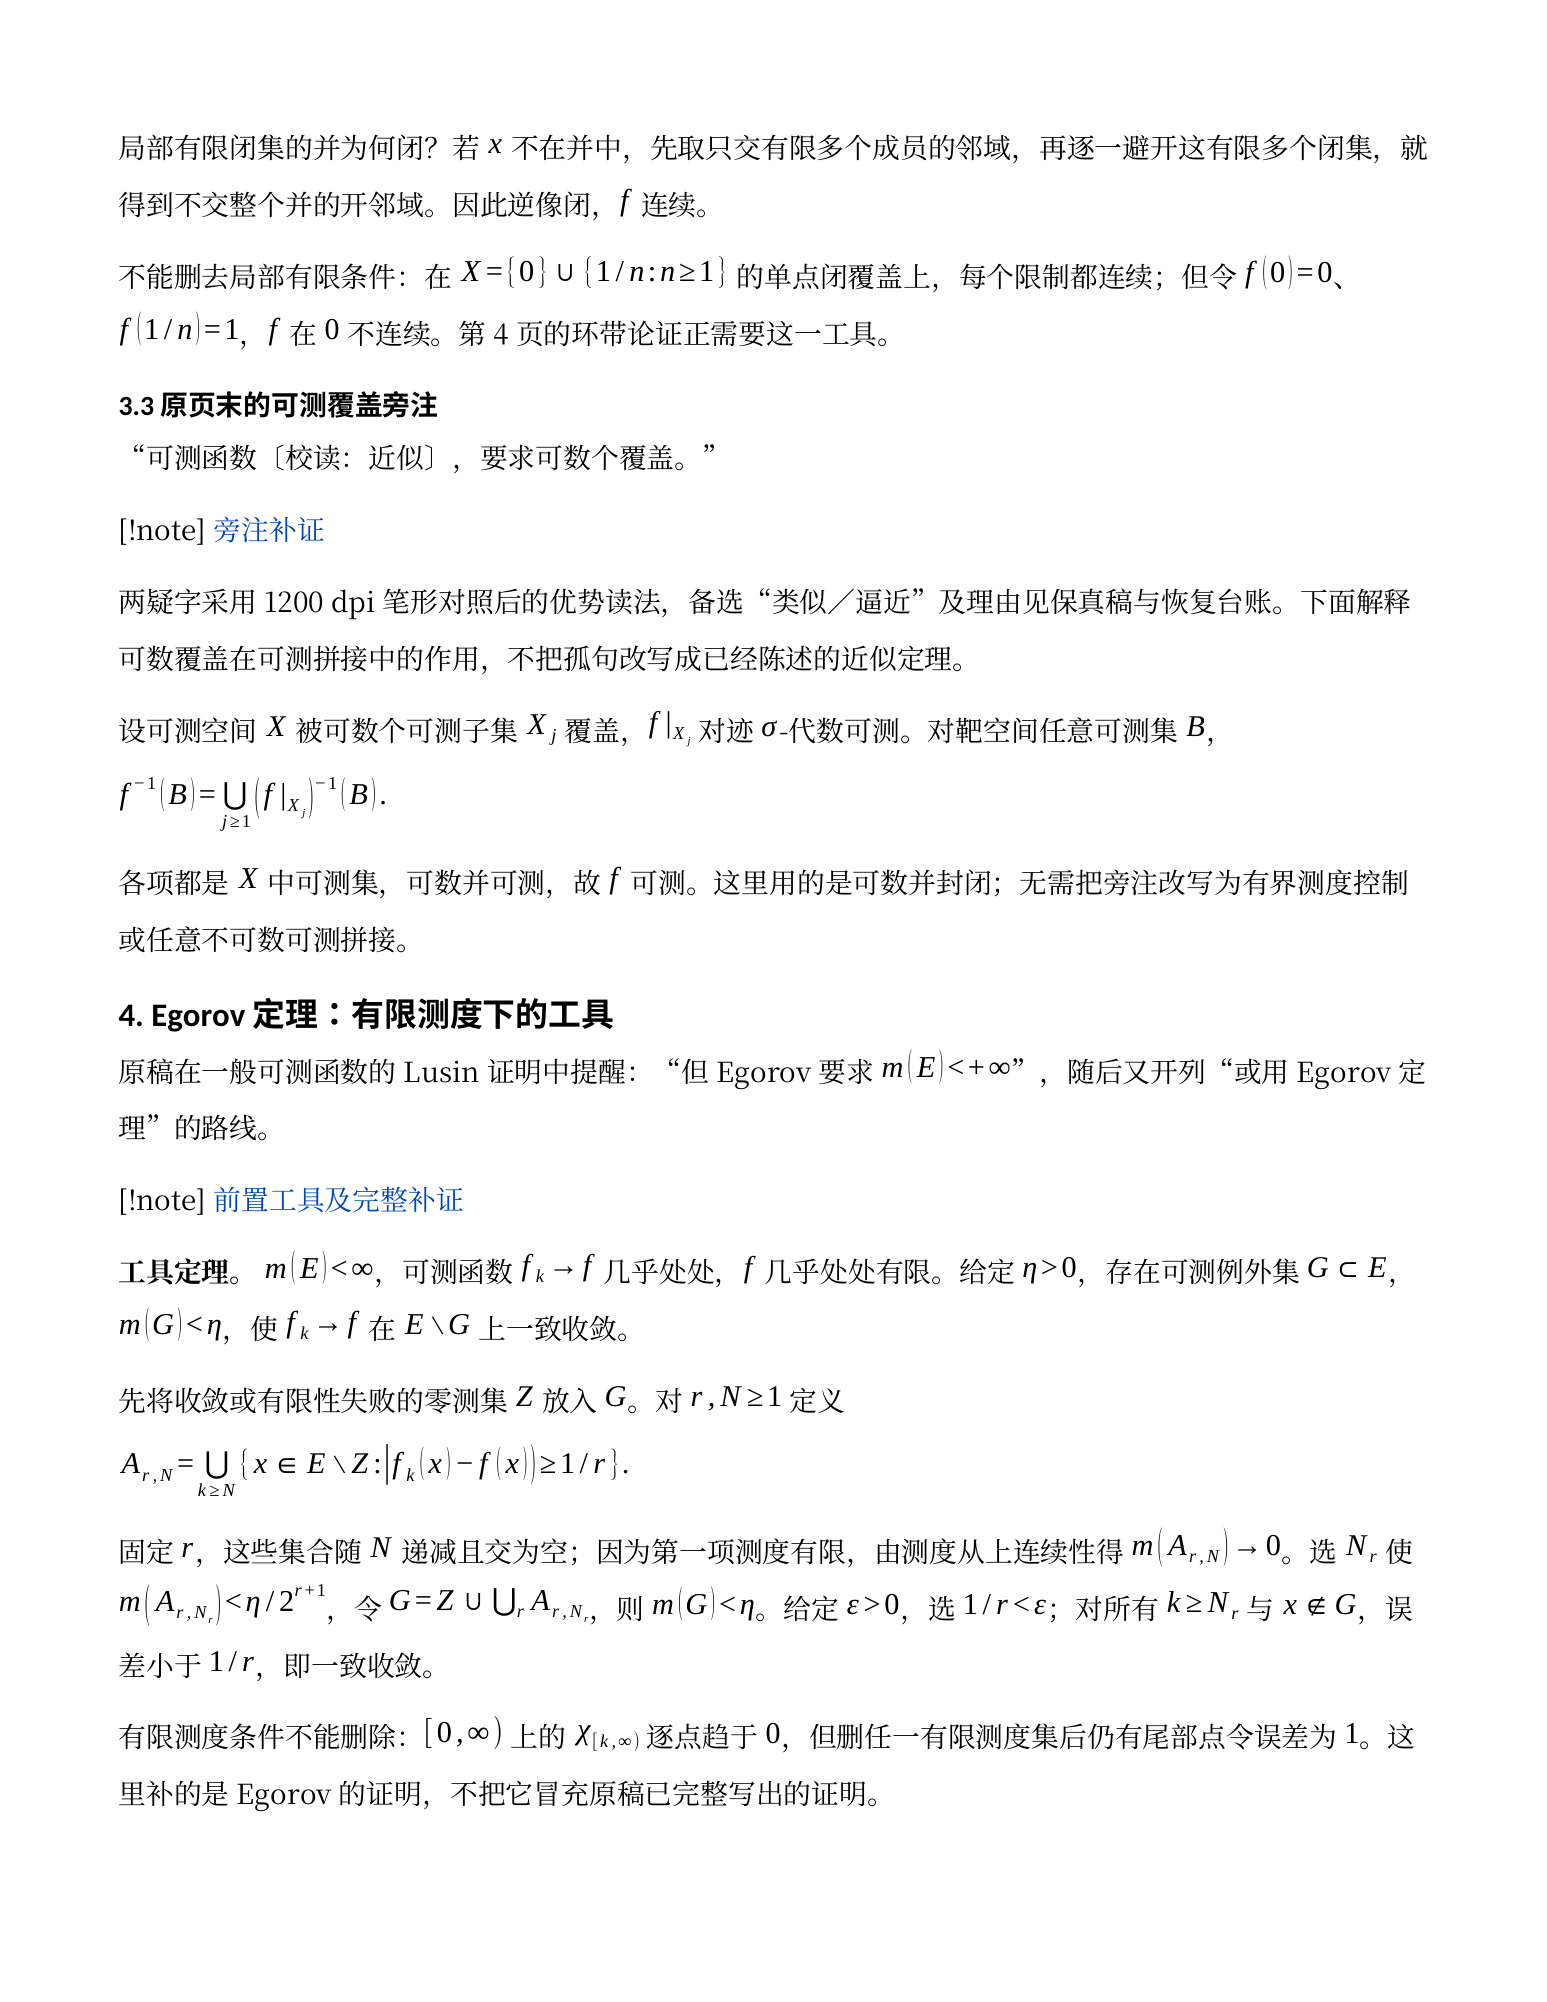 局部有限闭集的并为何闭？若 x 不在并中，先取只交有限多个成员的邻域，再逐一避开这有限多个闭集，就
得到不交整个并的开邻域。因此逆像闭，f 连续。
不能删去局部有限条件：在 X={0}∪{1/n:n≥1} 的单点闭覆盖上，每个限制都连续；但令 f(0)=0、
f(1/n)=1，f 在 0 不连续。第 4 页的环带论证正需要这一工具。
3.3 原页末的可测覆盖旁注
“可测函数〔校读：近似〕，要求可数个覆盖。”
[!note] 旁注补证
两疑字采用 1200 dpi 笔形对照后的优势读法，备选“类似／逼近”及理由见保真稿与恢复台账。下面解释
可数覆盖在可测拼接中的作用，不把孤句改写成已经陈述的近似定理。
设可测空间 X 被可数个可测子集 X_j 覆盖，f|_{X_j} 对迹 σ-代数可测。对靶空间任意可测集 B，
f^{-1}(B)=⋃_{j≥1}(f|_{X_j})^{-1}(B).
各项都是 X 中可测集，可数并可测，故 f 可测。这里用的是可数并封闭；无需把旁注改写为有界测度控制
或任意不可数可测拼接。
4. Egorov 定理：有限测度下的工具
原稿在一般可测函数的 Lusin 证明中提醒：“但 Egorov 要求 m(E)<+∞”，随后又开列“或用 Egorov 定
理”的路线。
[!note] 前置工具及完整补证
工具定理。 m(E)<∞，可测函数 f_k→f 几乎处处，f 几乎处处有限。给定 η>0，存在可测例外集 G⊂E，
m(G)<η，使 f_k→f 在 E∖G 上一致收敛。
先将收敛或有限性失败的零测集 Z 放入 G。对 r,N≥1 定义
A_{r,N}=⋃_{k≥N}{x∈E∖Z:|f_k(x)−f(x)|≥1/r}.
固定 r，这些集合随 N 递减且交为空；因为第一项测度有限，由测度从上连续性得 m(A_{r,N})→0。选 N_r 使
m(A_{r,N_r})<η/2^{r+1}，令 G=Z∪⋃_r A_{r,N_r}，则 m(G)<η。给定 ε>0，选 1/r<ε；对所有 k≥N_r 与 x∉G，误
差小于 1/r，即一致收敛。
有限测度条件不能删除：[0,∞) 上的 χ_{[k,∞)} 逐点趋于 0，但删任一有限测度集后仍有尾部点令误差为 1。这
里补的是 Egorov 的证明，不把它冒充原稿已完整写出的证明。